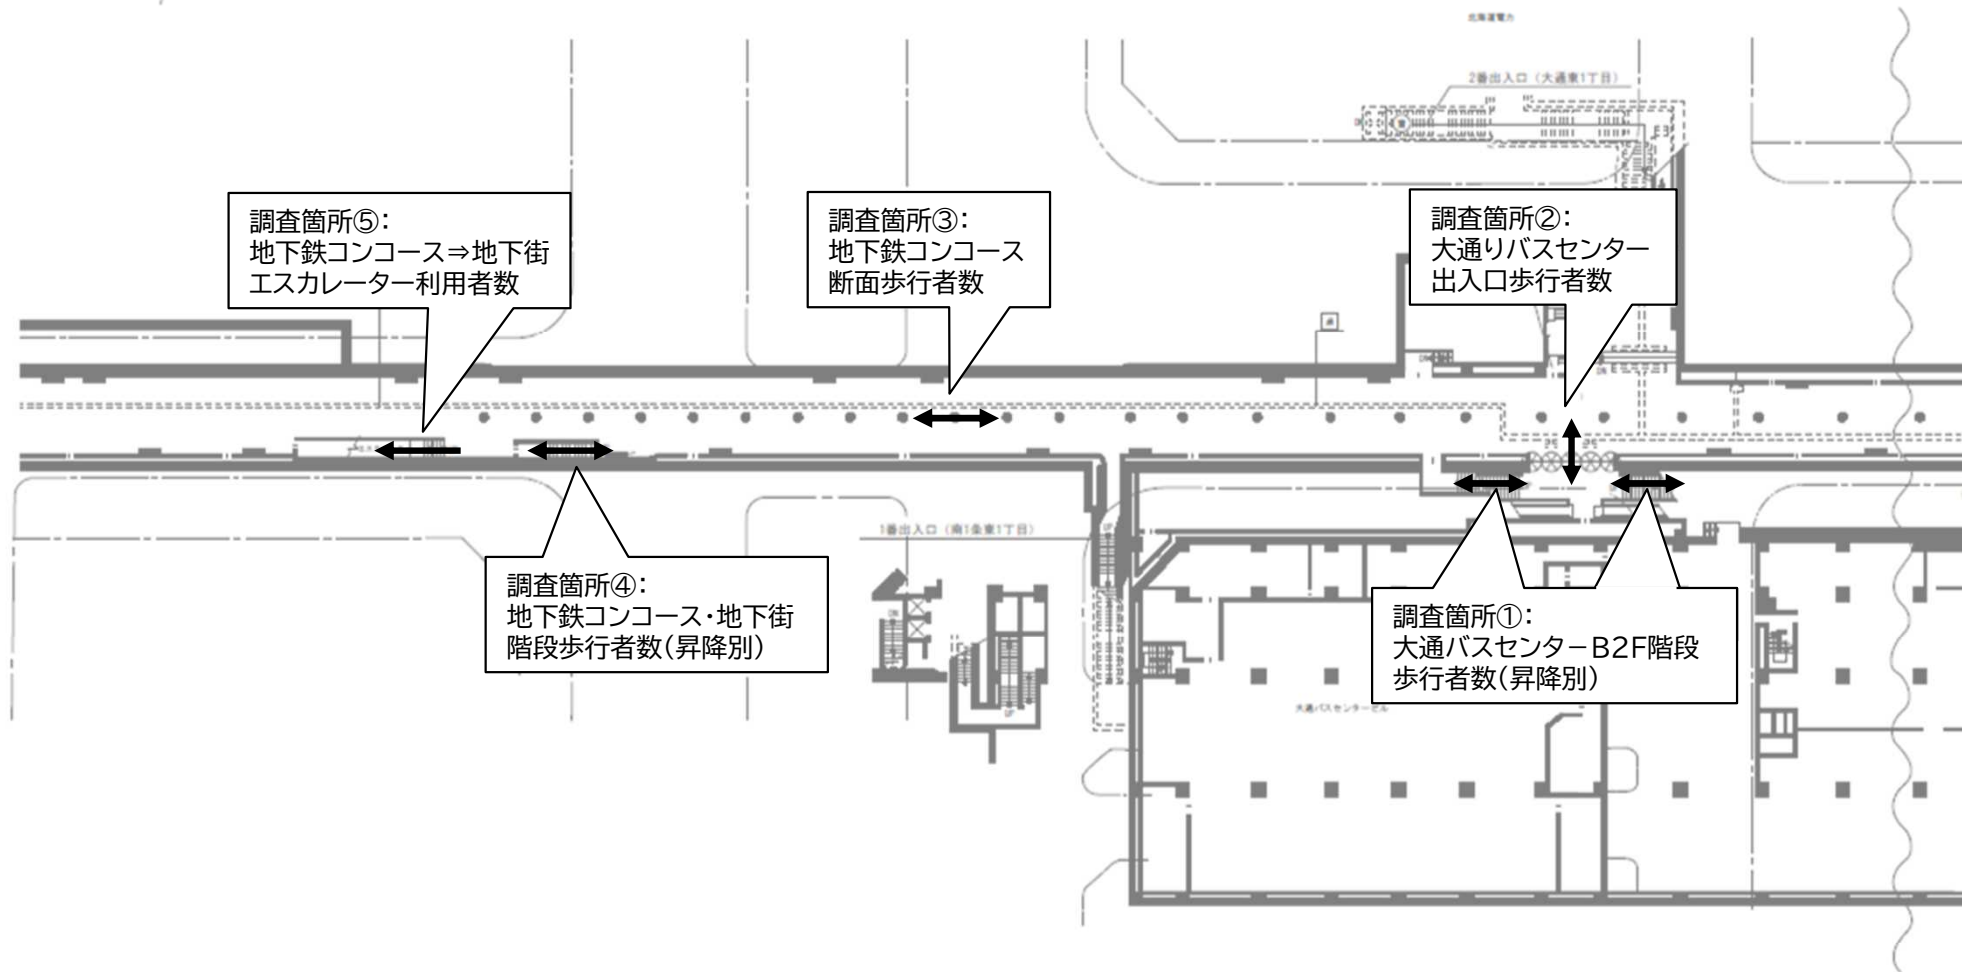 北海道電力
2番出入口(大通東1丁目)
調査箇所⑤:
地下鉄コンコース⇒地下街
エスカレーター利用者数
調査箇所③:
地下鉄コンコース
断面歩行者数
調査箇所②:
大通りバスセンター
出入口歩行者数
1番出入口(南1条東1丁目)
調査箇所④:
地下鉄コンコース・地下街
階段歩行者数(昇降別)
調査箇所①:
大通バスセンターB2F階段
歩行者数(昇降別)
大通バスセンタービル